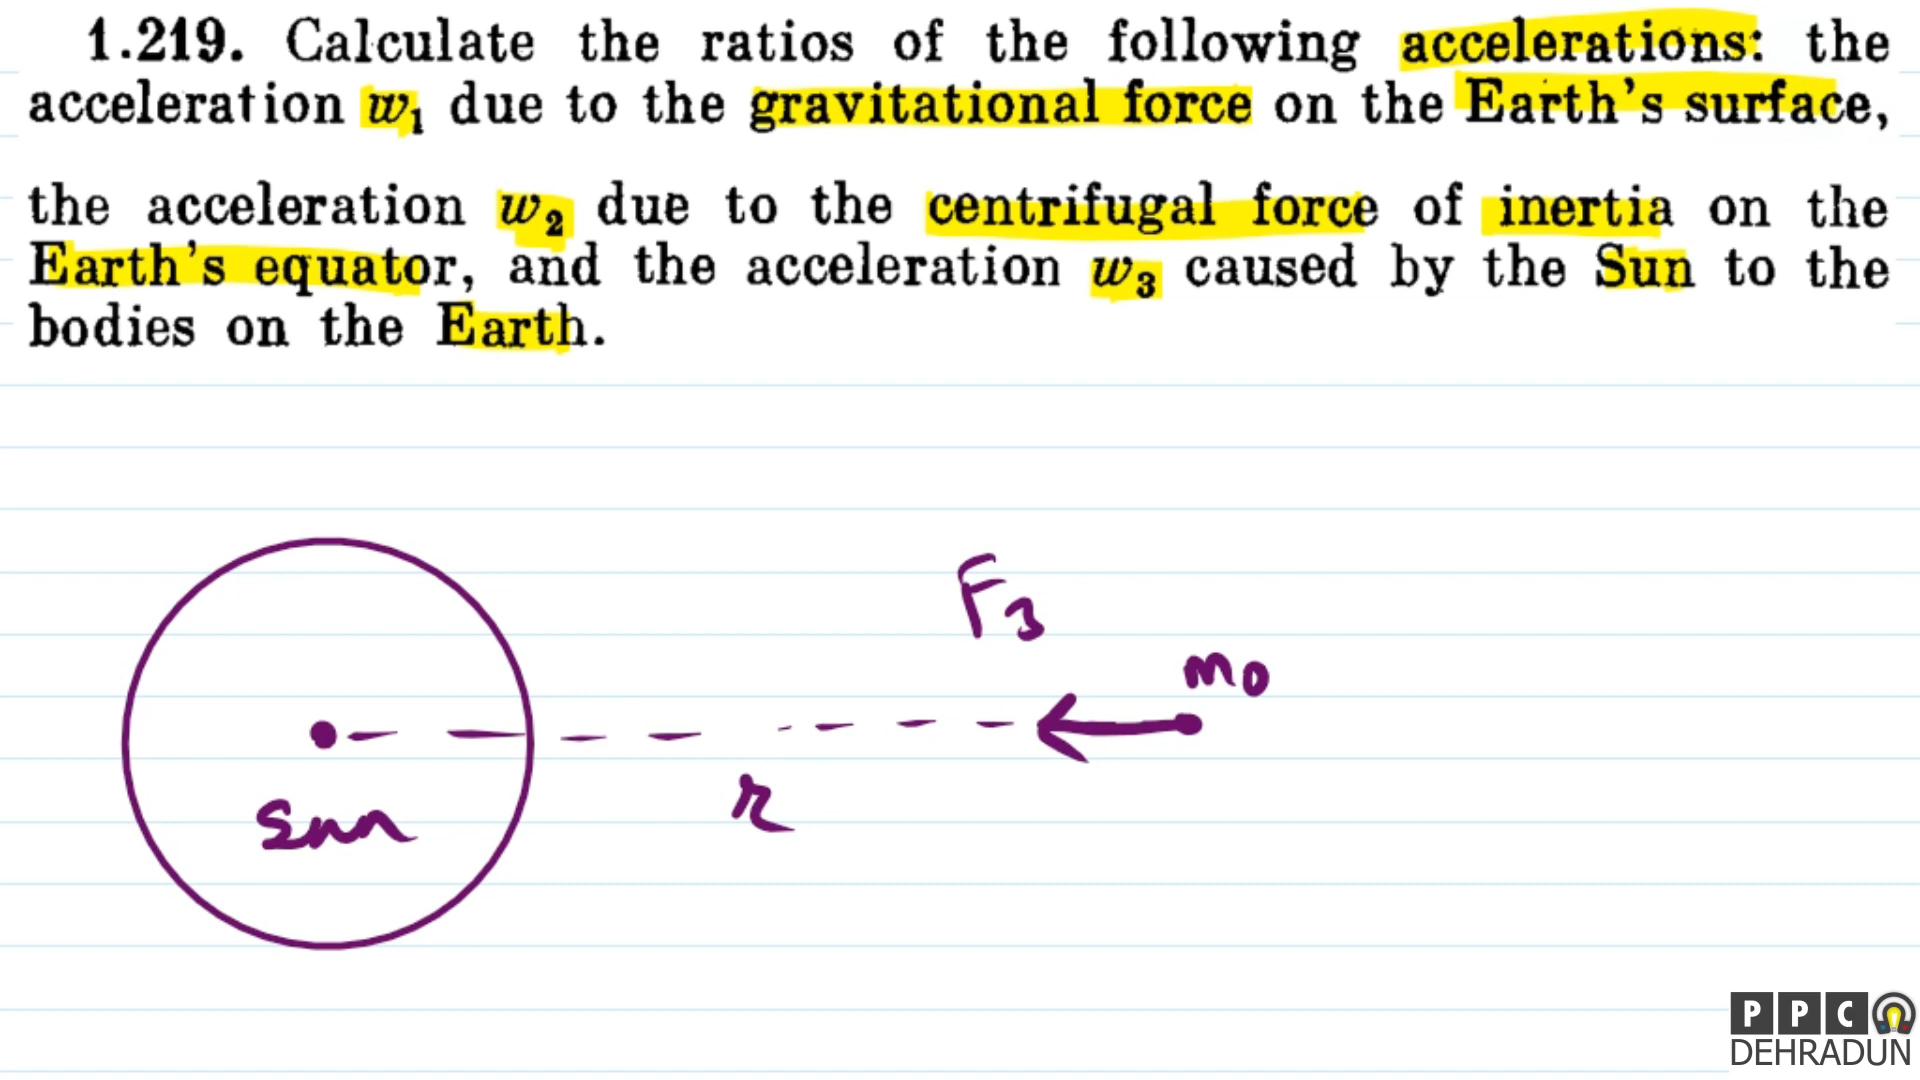 1.219. Calculate the ratios of the following accelerations: the
acceleration w₁ due to the gravitational force on the Earth's surface,
the acceleration w₂ due to the centrifugal force of inertia on the
Earth's equator, and the acceleration w₃ caused by the Sun to the
bodies on the Earth.
F₃
m₀
Sun
r
PPC
DEHRADUN